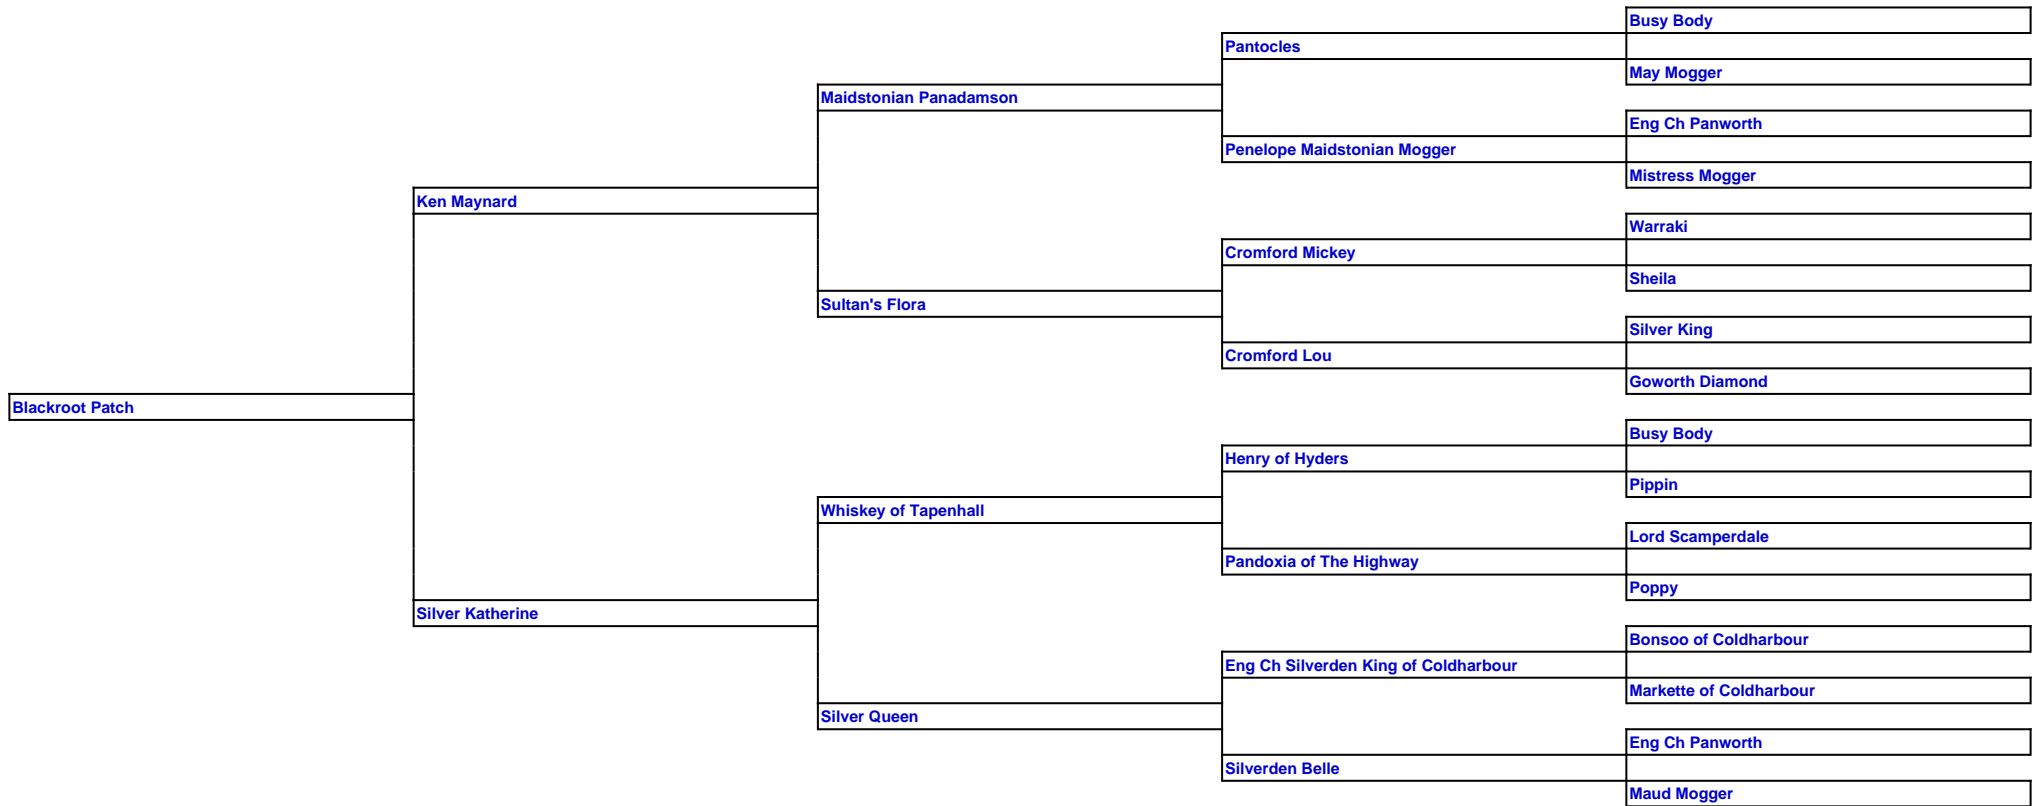 Busy Body
Pantocles
May Mogger
Maidstonian Panadamson
Eng Ch Panworth
Penelope Maidstonian Mogger
Mistress Mogger
Ken Maynard
Warraki
Cromford Mickey
Sheila
Sultan's Flora
Silver King
Cromford Lou
Goworth Diamond
Blackroot Patch
Busy Body
Henry of Hyders
Pippin
Whiskey of Tapenhall
Lord Scamperdale
Pandoxia of The Highway
Poppy
Silver Katherine
Bonsoo of Coldharbour
Eng Ch Silverden King of Coldharbour
Markette of Coldharbour
Silver Queen
Eng Ch Panworth
Silverden Belle
Maud Mogger